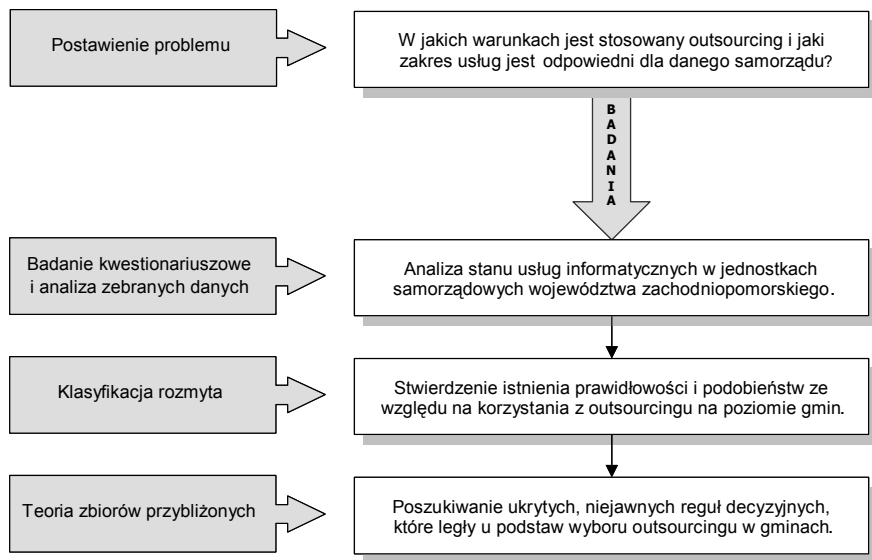 Postawienie problemu
W jakich warunkach jest stosowany outsourcing i jaki
zakres usług jest odpowiedni dla danego samorządu?
BADANIA
Badanie kwestionariuszowe
i analiza zebranych danych
Analiza stanu usług informatycznych w jednostkach
samorządowych województwa zachodniopomorskiego.
Klasyfikacja rozmyta
Stwierdzenie istnienia prawidłowości i podobieństw ze
względu na korzystania z outsourcingu na poziomie gmin.
Teoria zbiorów przybliżonych
Poszukiwanie ukrytych, niejawnych reguł decyzyjnych,
które legły u podstaw wyboru outsourcingu w gminach.